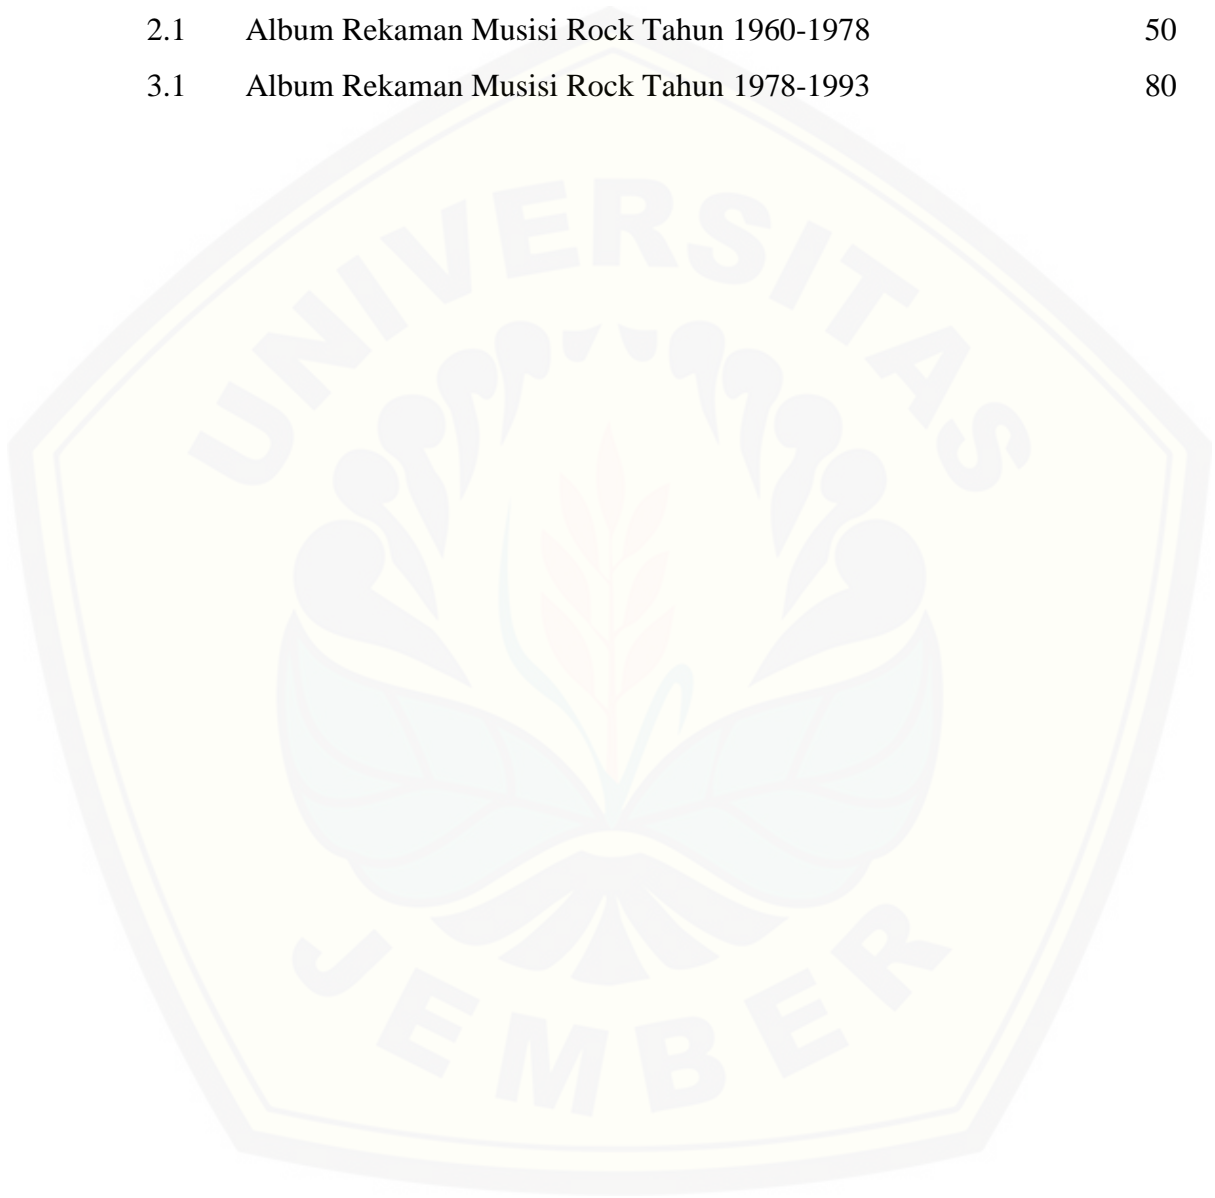 2.1 Album Rekaman Musisi Rock Tahun 1960-1978 50
3.1 Album Rekaman Musisi Rock Tahun 1978-1993 80
UNIVERSITAS
JEMBER